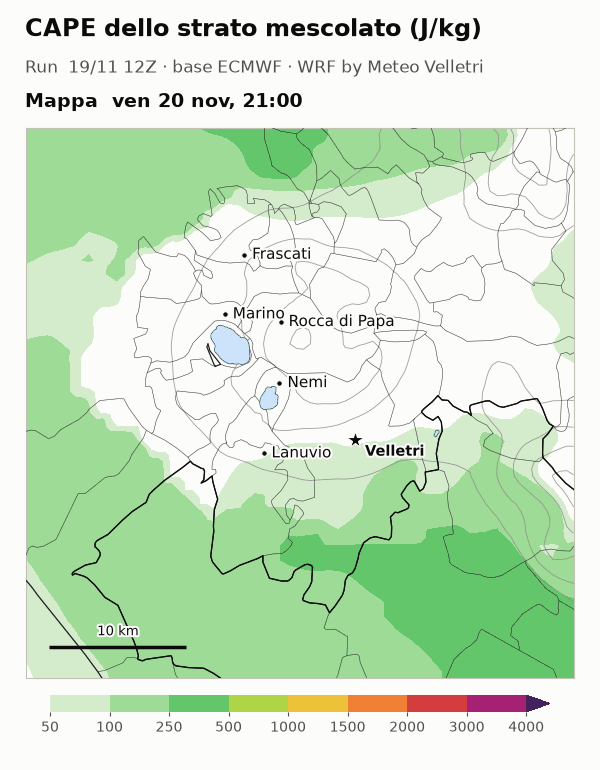 CAPE dello strato mescolato (J/kg)
Run  19/11 12Z · base ECMWF · WRF by Meteo Velletri
Mappa  ven 20 nov, 21:00
Frascati
Marino
Rocca di Papa
Nemi
Velletri
Lanuvio
10 km
50 100 250 500 1000 1500 2000 3000 4000